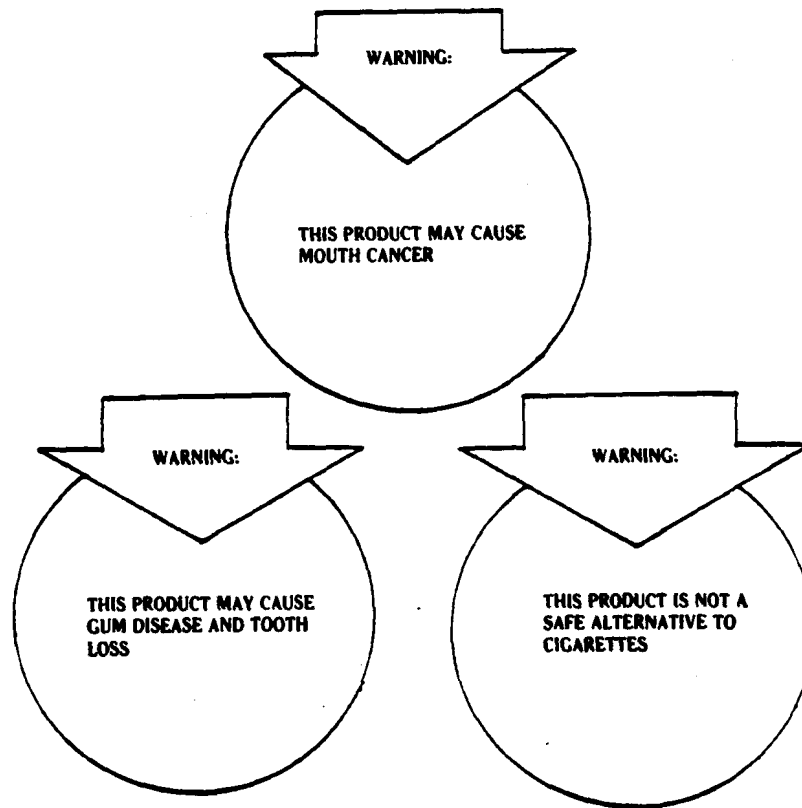 WARNING:
THIS PRODUCT MAY CAUSE
MOUTH CANCER
WARNING:
THIS PRODUCT MAY CAUSE
GUM DISEASE AND TOOTH
LOSS
WARNING:
THIS PRODUCT IS NOT A
SAFE ALTERNATIVE TO
CIGARETTES